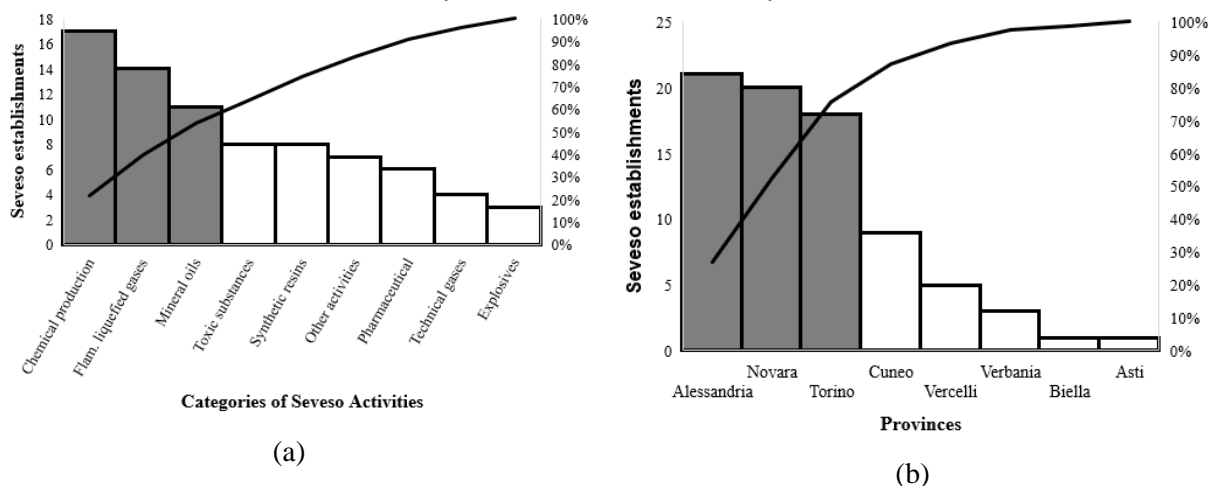 18
16
14
12
10
8
6
4
2
0
Seveso establishments
100%
90%
80%
70%
60%
50%
40%
30%
20%
10%
0%
Chemical production
Flam. liquefied gases
Mineral oils
Toxic substances
Synthetic resins
Other activities
Pharmaceutical
Technical gases
Explosives
Categories of Seveso Activities
(a)
25
20
15
10
5
0
Seveso establishments
100%
90%
80%
70%
60%
50%
40%
30%
20%
10%
0%
Alessandria
Novara
Torino
Cuneo
Vercelli
Verbania
Biella
Asti
Provinces
(b)